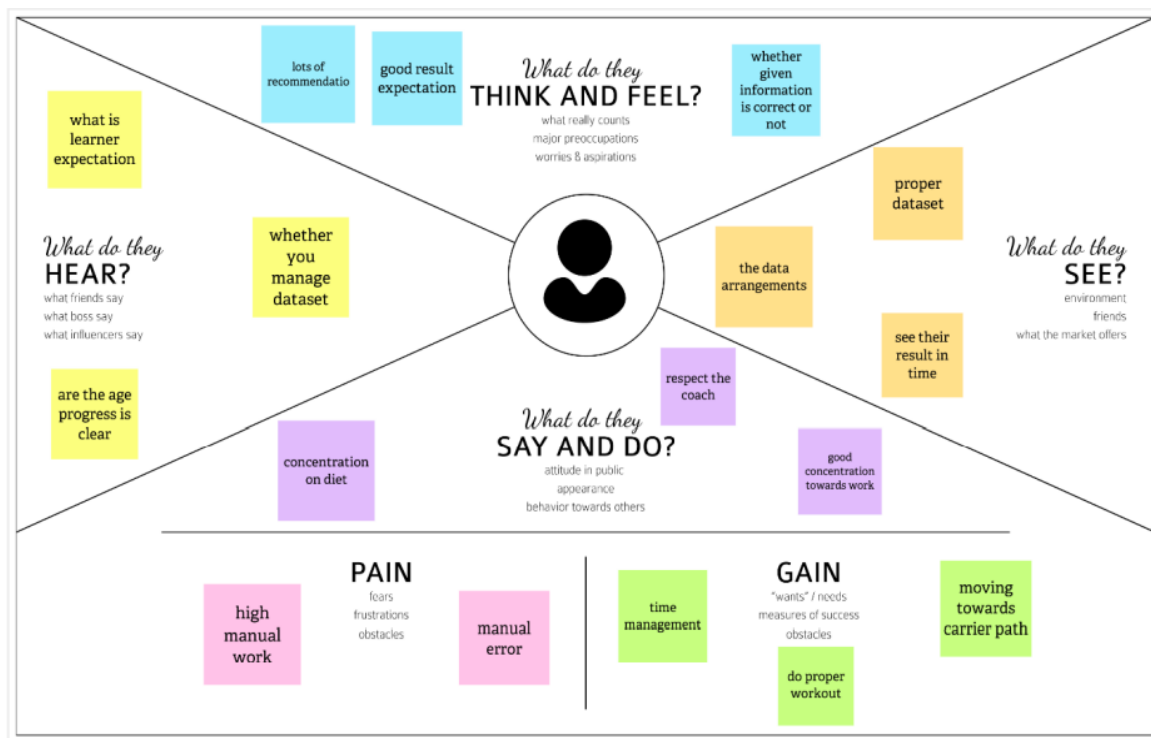 lots of
recommendatio
good result
expectation
What do they
THINK AND FEEL?
what really counts
major preoccupations
worries & aspirations
whether
given
information
is correct or
not
what is
learner
expectation
whether
you
manage
dataset
What do they
HEAR?
what friends say
what boss say
what influencers say
are the age
progress is
clear
proper
dataset
the data
arrangements
What do they
SEE?
environment
friends
what the market offers
see their
result in
time
respect the
coach
What do they
SAY AND DO?
attitude in public
appearance
behavior towards others
concentration
on diet
good
concentration
towards work
PAIN
fears
frustrations
obstacles
high
manual
work
manual
error
GAIN
"wants" / needs
measures of success
obstacles
time
management
do proper
workout
moving
towards
carrier path